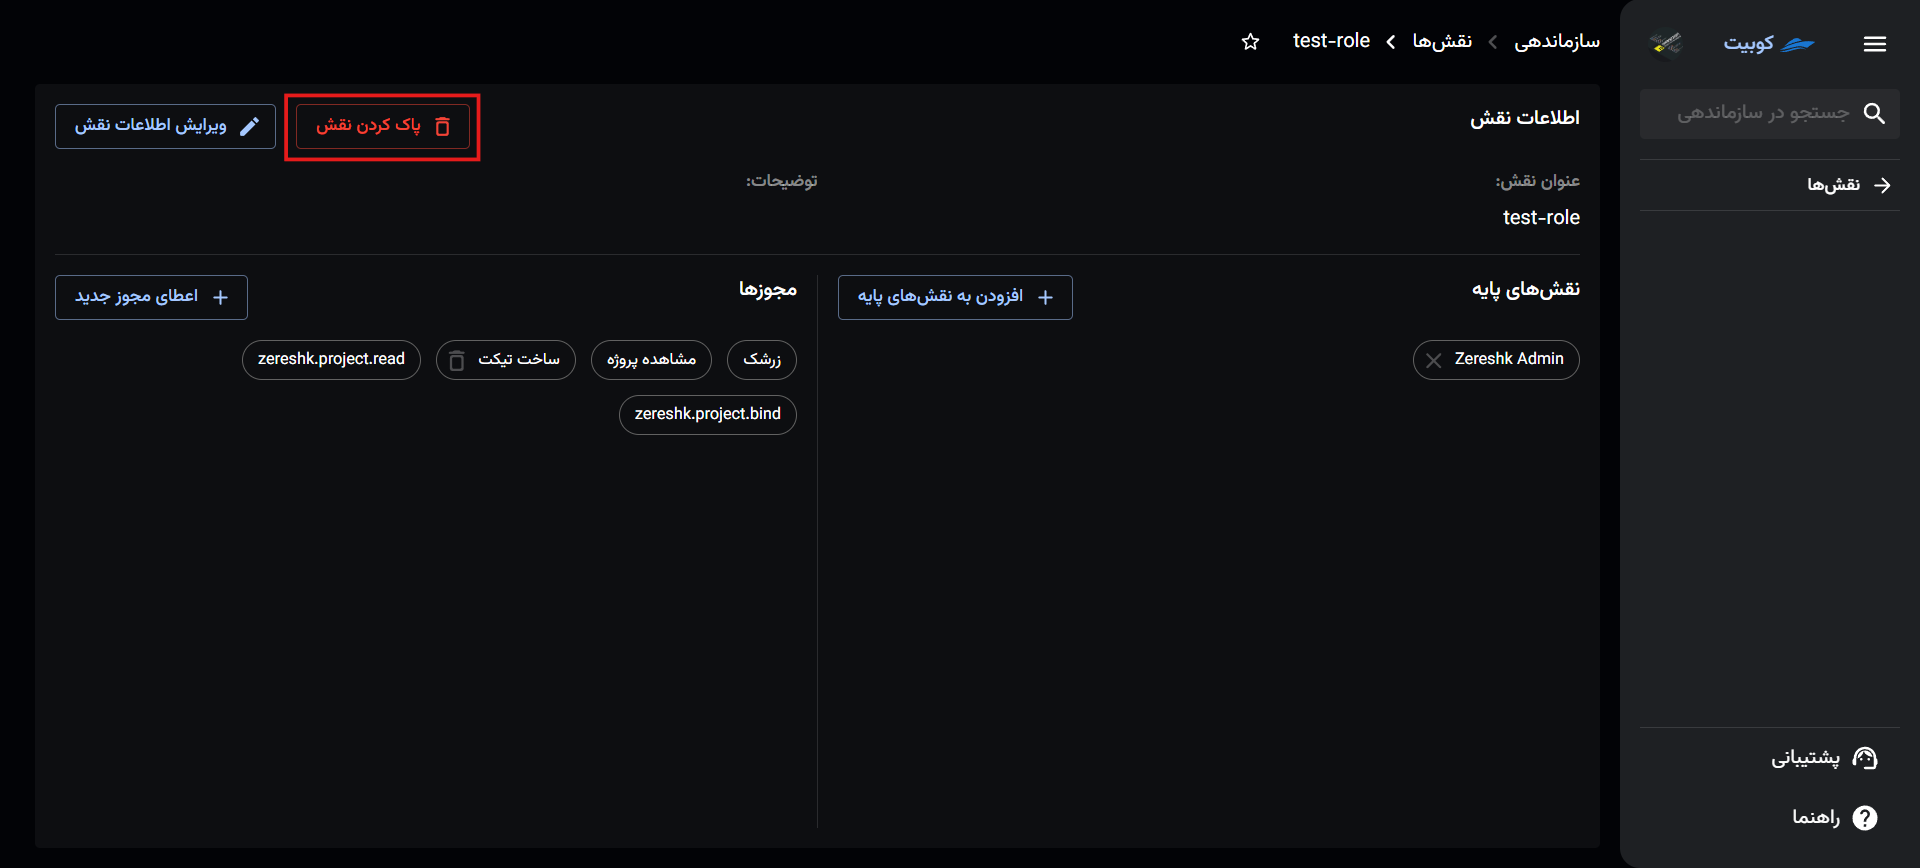 کوبیت
جستجو در سازماندهی
نقش‌ها
پشتیبانی
راهنما
سازماندهی
نقش‌ها
test-role
اطلاعات نقش
پاک کردن نقش
ویرایش اطلاعات نقش
عنوان نقش:
test-role
توضیحات:
نقش‌های پایه
افزودن به نقش‌های پایه
Zereshk Admin
مجوزها
اعطای مجوز جدید
زرشک
مشاهده پروژه
ساخت تیکت
zereshk.project.read
zereshk.project.bind